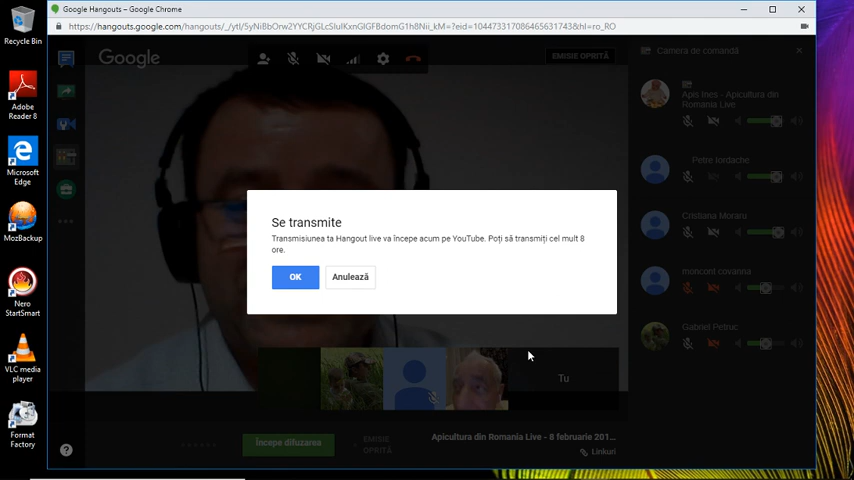 Google Hangouts – Google Chrome
https://hangouts.google.com/hangouts/_/ytl/5yNiBbOrw2YYCRjGLcSlulKxnGlGFBdomG1h8Nii_kM=?eid=104473317086465631743&hl=ro_RO
Recycle Bin
Adobe
Reader 8
Microsoft
Edge
MozBackup
Nero
StartSmart
VLC media
player
Format
Factory
Google
EMISIE OPRITĂ
Camera de comandă
Apis Ines - Apicultura din
Romania Live
Petre Iordache
Cristina Moraru
moncont covanna
Gabriel Petruc
Se transmite
Transmisiunea ta Hangout live va începe acum pe YouTube. Poți să transmiți cel mult 8
ore.
OK
Anulează
Tu
Începe difuzarea
EMISIE
OPRITĂ
Apicultura din Romania Live - 8 februarie 201...
Linkuri